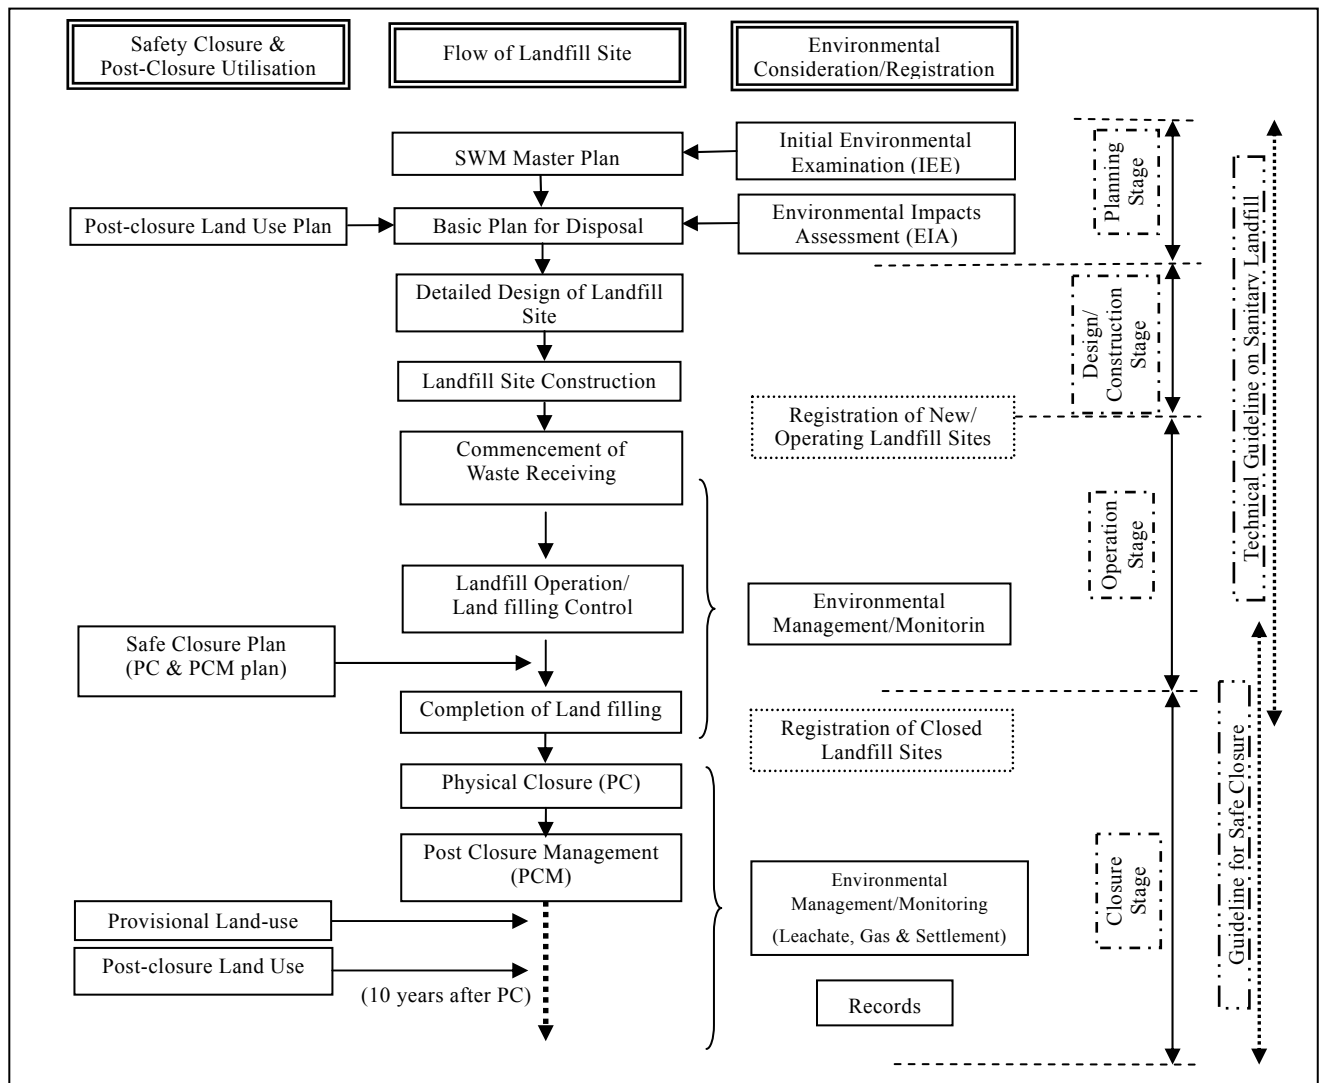 Safety Closure &
Post-Closure Utilisation
Flow of Landfill Site
Environmental
Consideration/Registration
SWM Master Plan
Initial Environmental
Examination (IEE)
Post-closure Land Use Plan
Basic Plan for Disposal
Environmental Impacts
Assessment (EIA)
Detailed Design of Landfill
Site
Landfill Site Construction
Registration of New/
Operating Landfill Sites
Commencement of
Waste Receiving
Landfill Operation/
Land filling Control
Environmental
Management/Monitorin
Safe Closure Plan
(PC & PCM plan)
Completion of Land filling
Registration of Closed
Landfill Sites
Physical Closure (PC)
Post Closure Management
(PCM)
Environmental
Management/Monitoring
(Leachate, Gas & Settlement)
Provisional Land-use
Post-closure Land Use
(10 years after PC)
Records
Planning
Stage
Design/
Construction
Stage
Operation
Stage
Closure
Stage
Technical Guideline on Sanitary Landfill
Guideline for Safe Closure